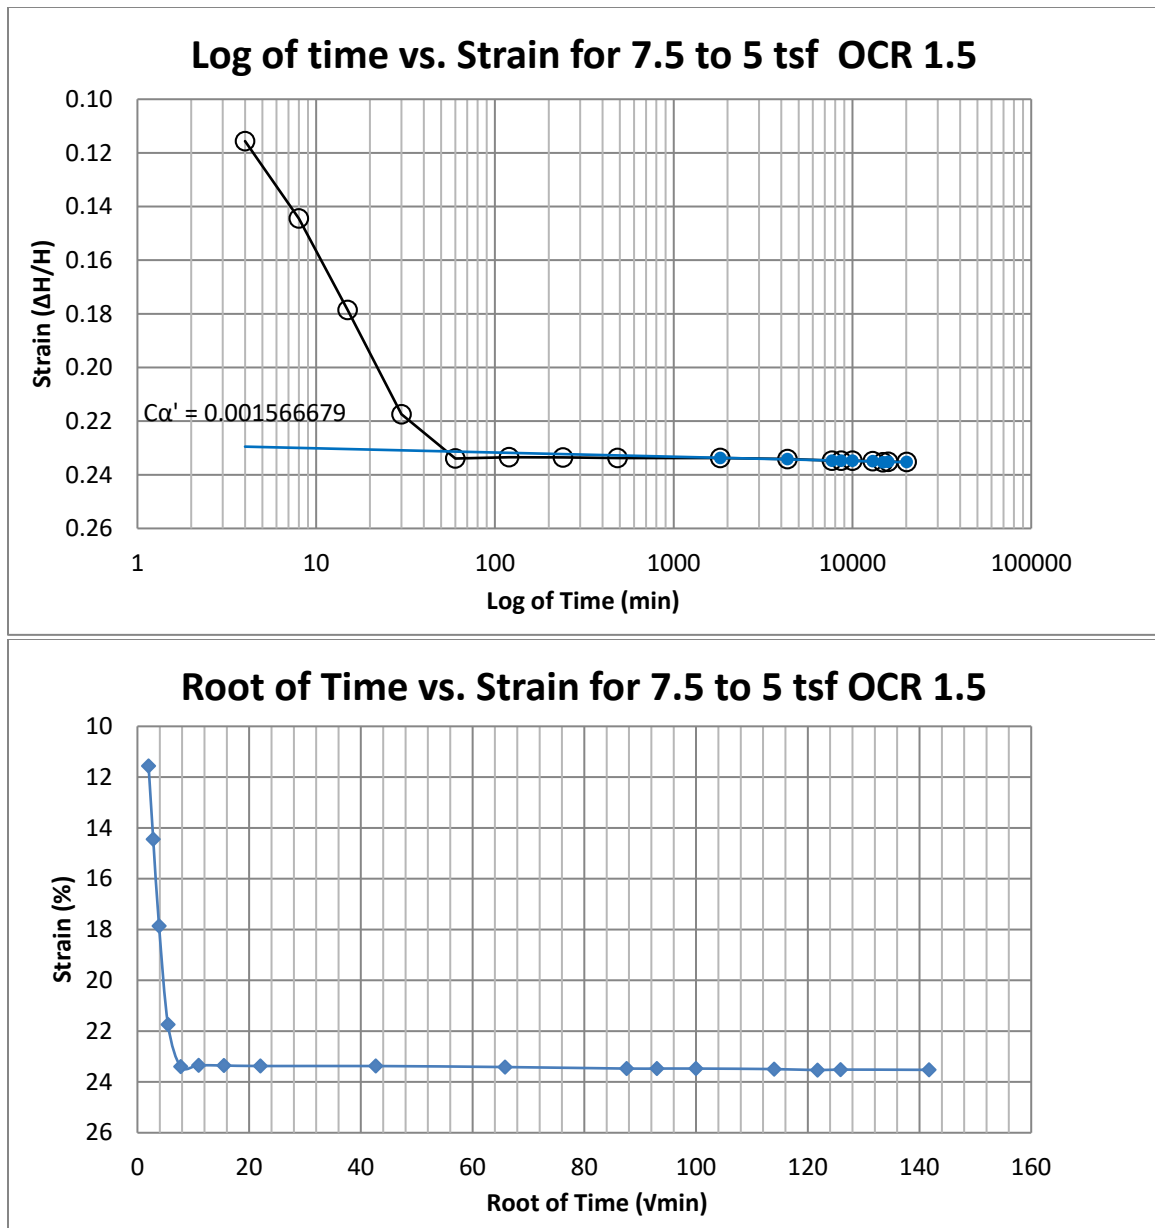 Log of time vs. Strain for 7.5 to 5 tsf OCR 1.5
0.10
0.12
0.14
0.16
0.18
0.20
0.22
0.24
0.26
Strain (ΔH/H)
Cα' = 0.001566679
1 10 100 1000 10000 100000
Log of Time (min)
Root of Time vs. Strain for 7.5 to 5 tsf OCR 1.5
10
12
14
16
18
20
22
24
26
Strain (%)
0 20 40 60 80 100 120 140 160
Root of Time (√min)